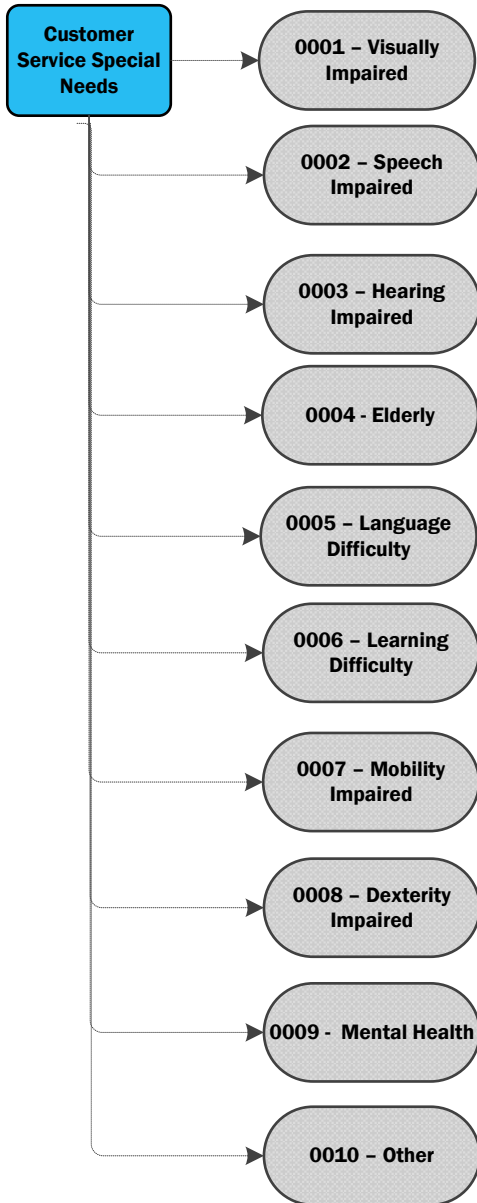 Customer
Service Special
Needs
0001 – Visually
Impaired
0002 – Speech
Impaired
0003 – Hearing
Impaired
0004 - Elderly
0005 – Language
Difficulty
0006 – Learning
Difficulty
0007 – Mobility
Impaired
0008 – Dexterity
Impaired
0009 -  Mental Health
0010 – Other